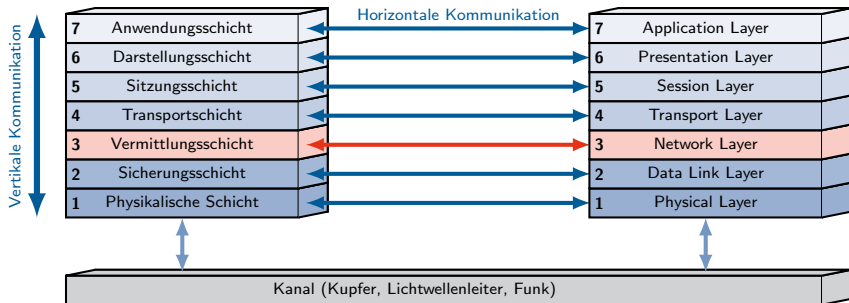 Horizontale Kommunikation
Vertikale Kommunikation
7 Anwendungsschicht
7 Application Layer
6 Darstellungsschicht
6 Presentation Layer
5 Sitzungsschicht
5 Session Layer
4 Transportschicht
4 Transport Layer
3 Vermittlungsschicht
3 Network Layer
2 Sicherungsschicht
2 Data Link Layer
1 Physikalische Schicht
1 Physical Layer
Kanal (Kupfer, Lichtwellenleiter, Funk)